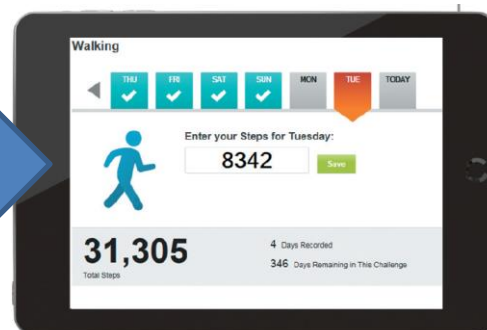 Walking
THU FRI SAT SUN MON TUE TODAY
Enter your Steps for Tuesday:
8342 Save
31,305
4 Days Recorded
346 Days Remaining in This Challenge
Total Steps